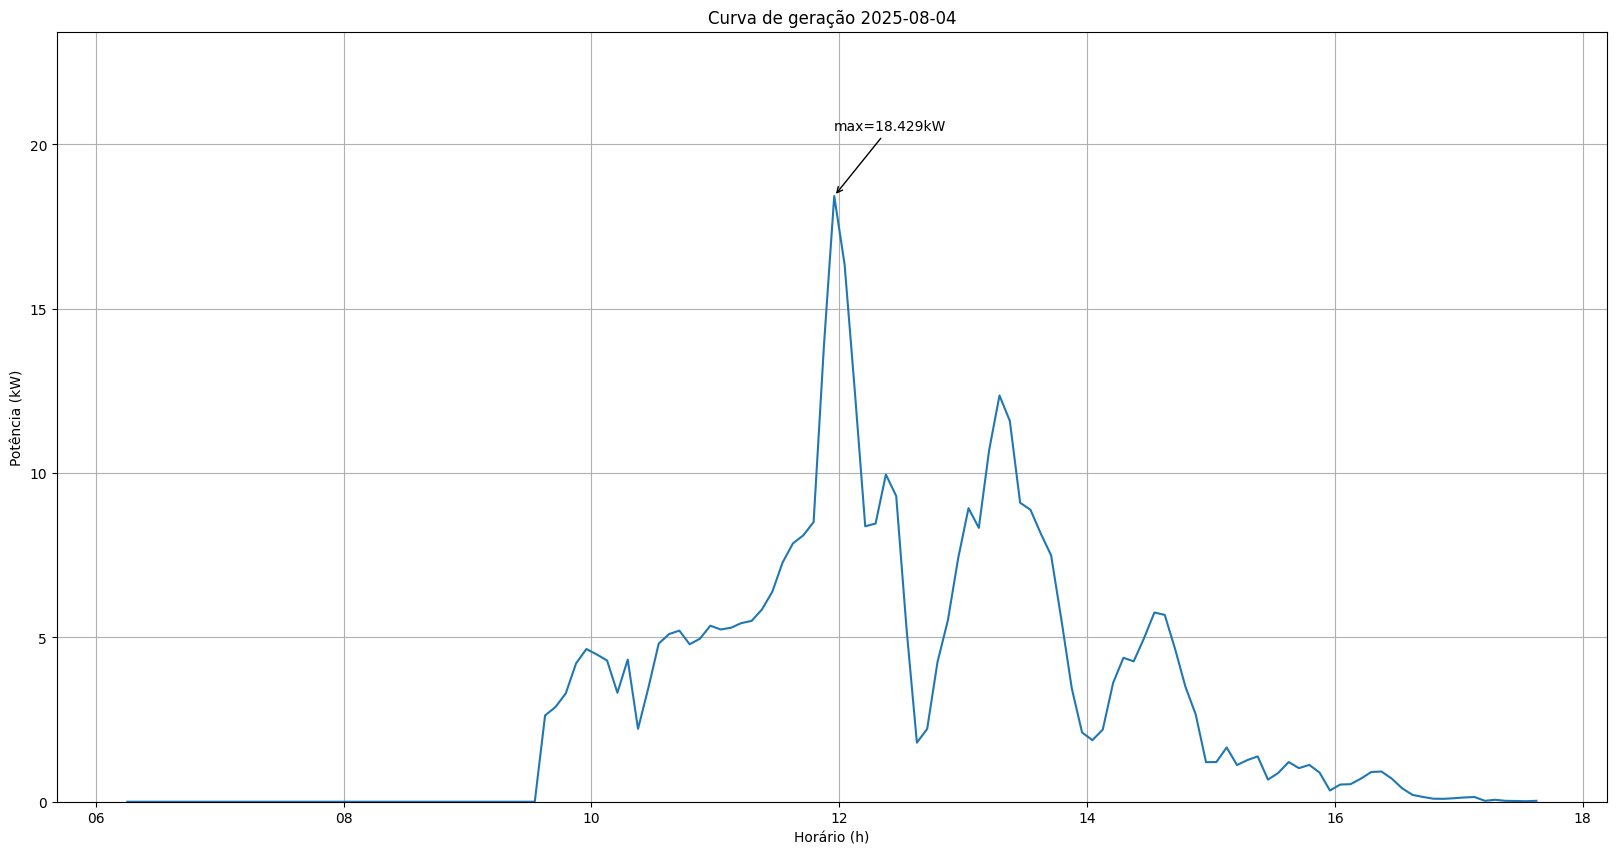 Curva de geração 2025-08-04
max=18.429kW
20
15
10
5
0
Potência (kW)
06 08 10 12 14 16 18
Horário (h)